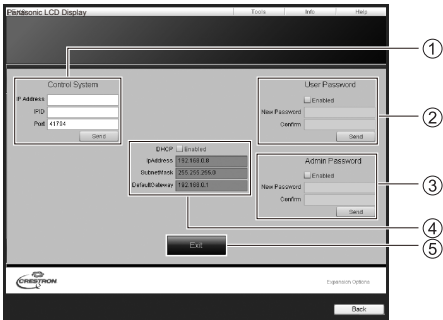 Panasonic LCD Display
Tools Info Help
Control System
IP Address
IPID
Port 41794
Send
User Password
Enabled
New Password
Confirm
Send
DHCP Enabled
IpAddress 192.168.0.8
SubnetMask 255.255.255.0
DefaultGateway 192.168.0.1
Admin Password
Enabled
New Password
Confirm
Send
Exit
CRESTRON
Expansion Options
Back
1
2
3
4
5